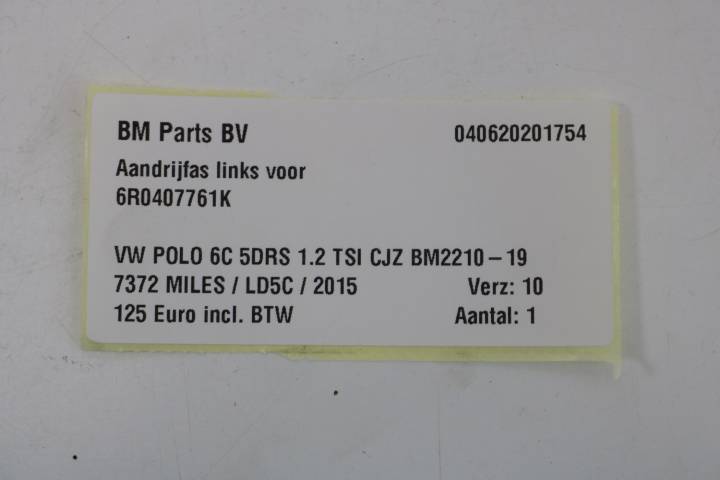 BM Parts BV 040620201754
Aandrijfas links voor
6R0407761K
VW POLO 6C 5DRS 1.2 TSI CJZ BM2210-19
7372 MILES / LD5C / 2015 Verz: 10
125 Euro incl. BTW Aantal: 1